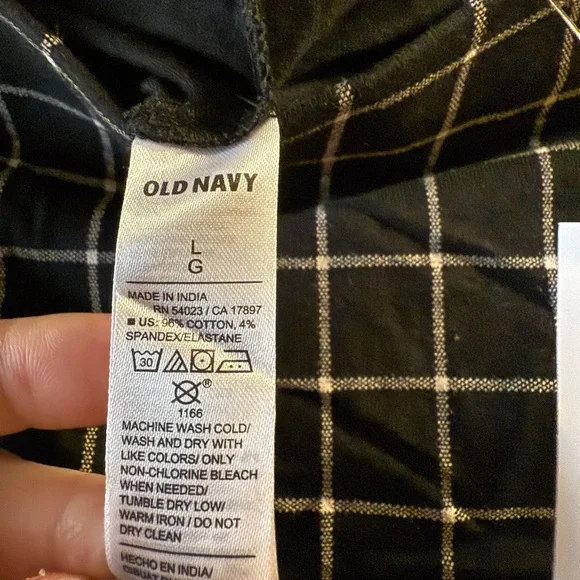 OLD NAVY
L
G
MADE IN INDIA
RN 54023 / CA 17897
■ US: 96% COTTON, 4%
SPANDEX/ELASTANE
30
®
1166
MACHINE WASH COLD/
WASH AND DRY WITH
LIKE COLORS/ ONLY
NON-CHLORINE BLEACH
WHEN NEEDED/
TUMBLE DRY LOW/
WARM IRON / DO NOT
DRY CLEAN
HECHO EN INDIA/